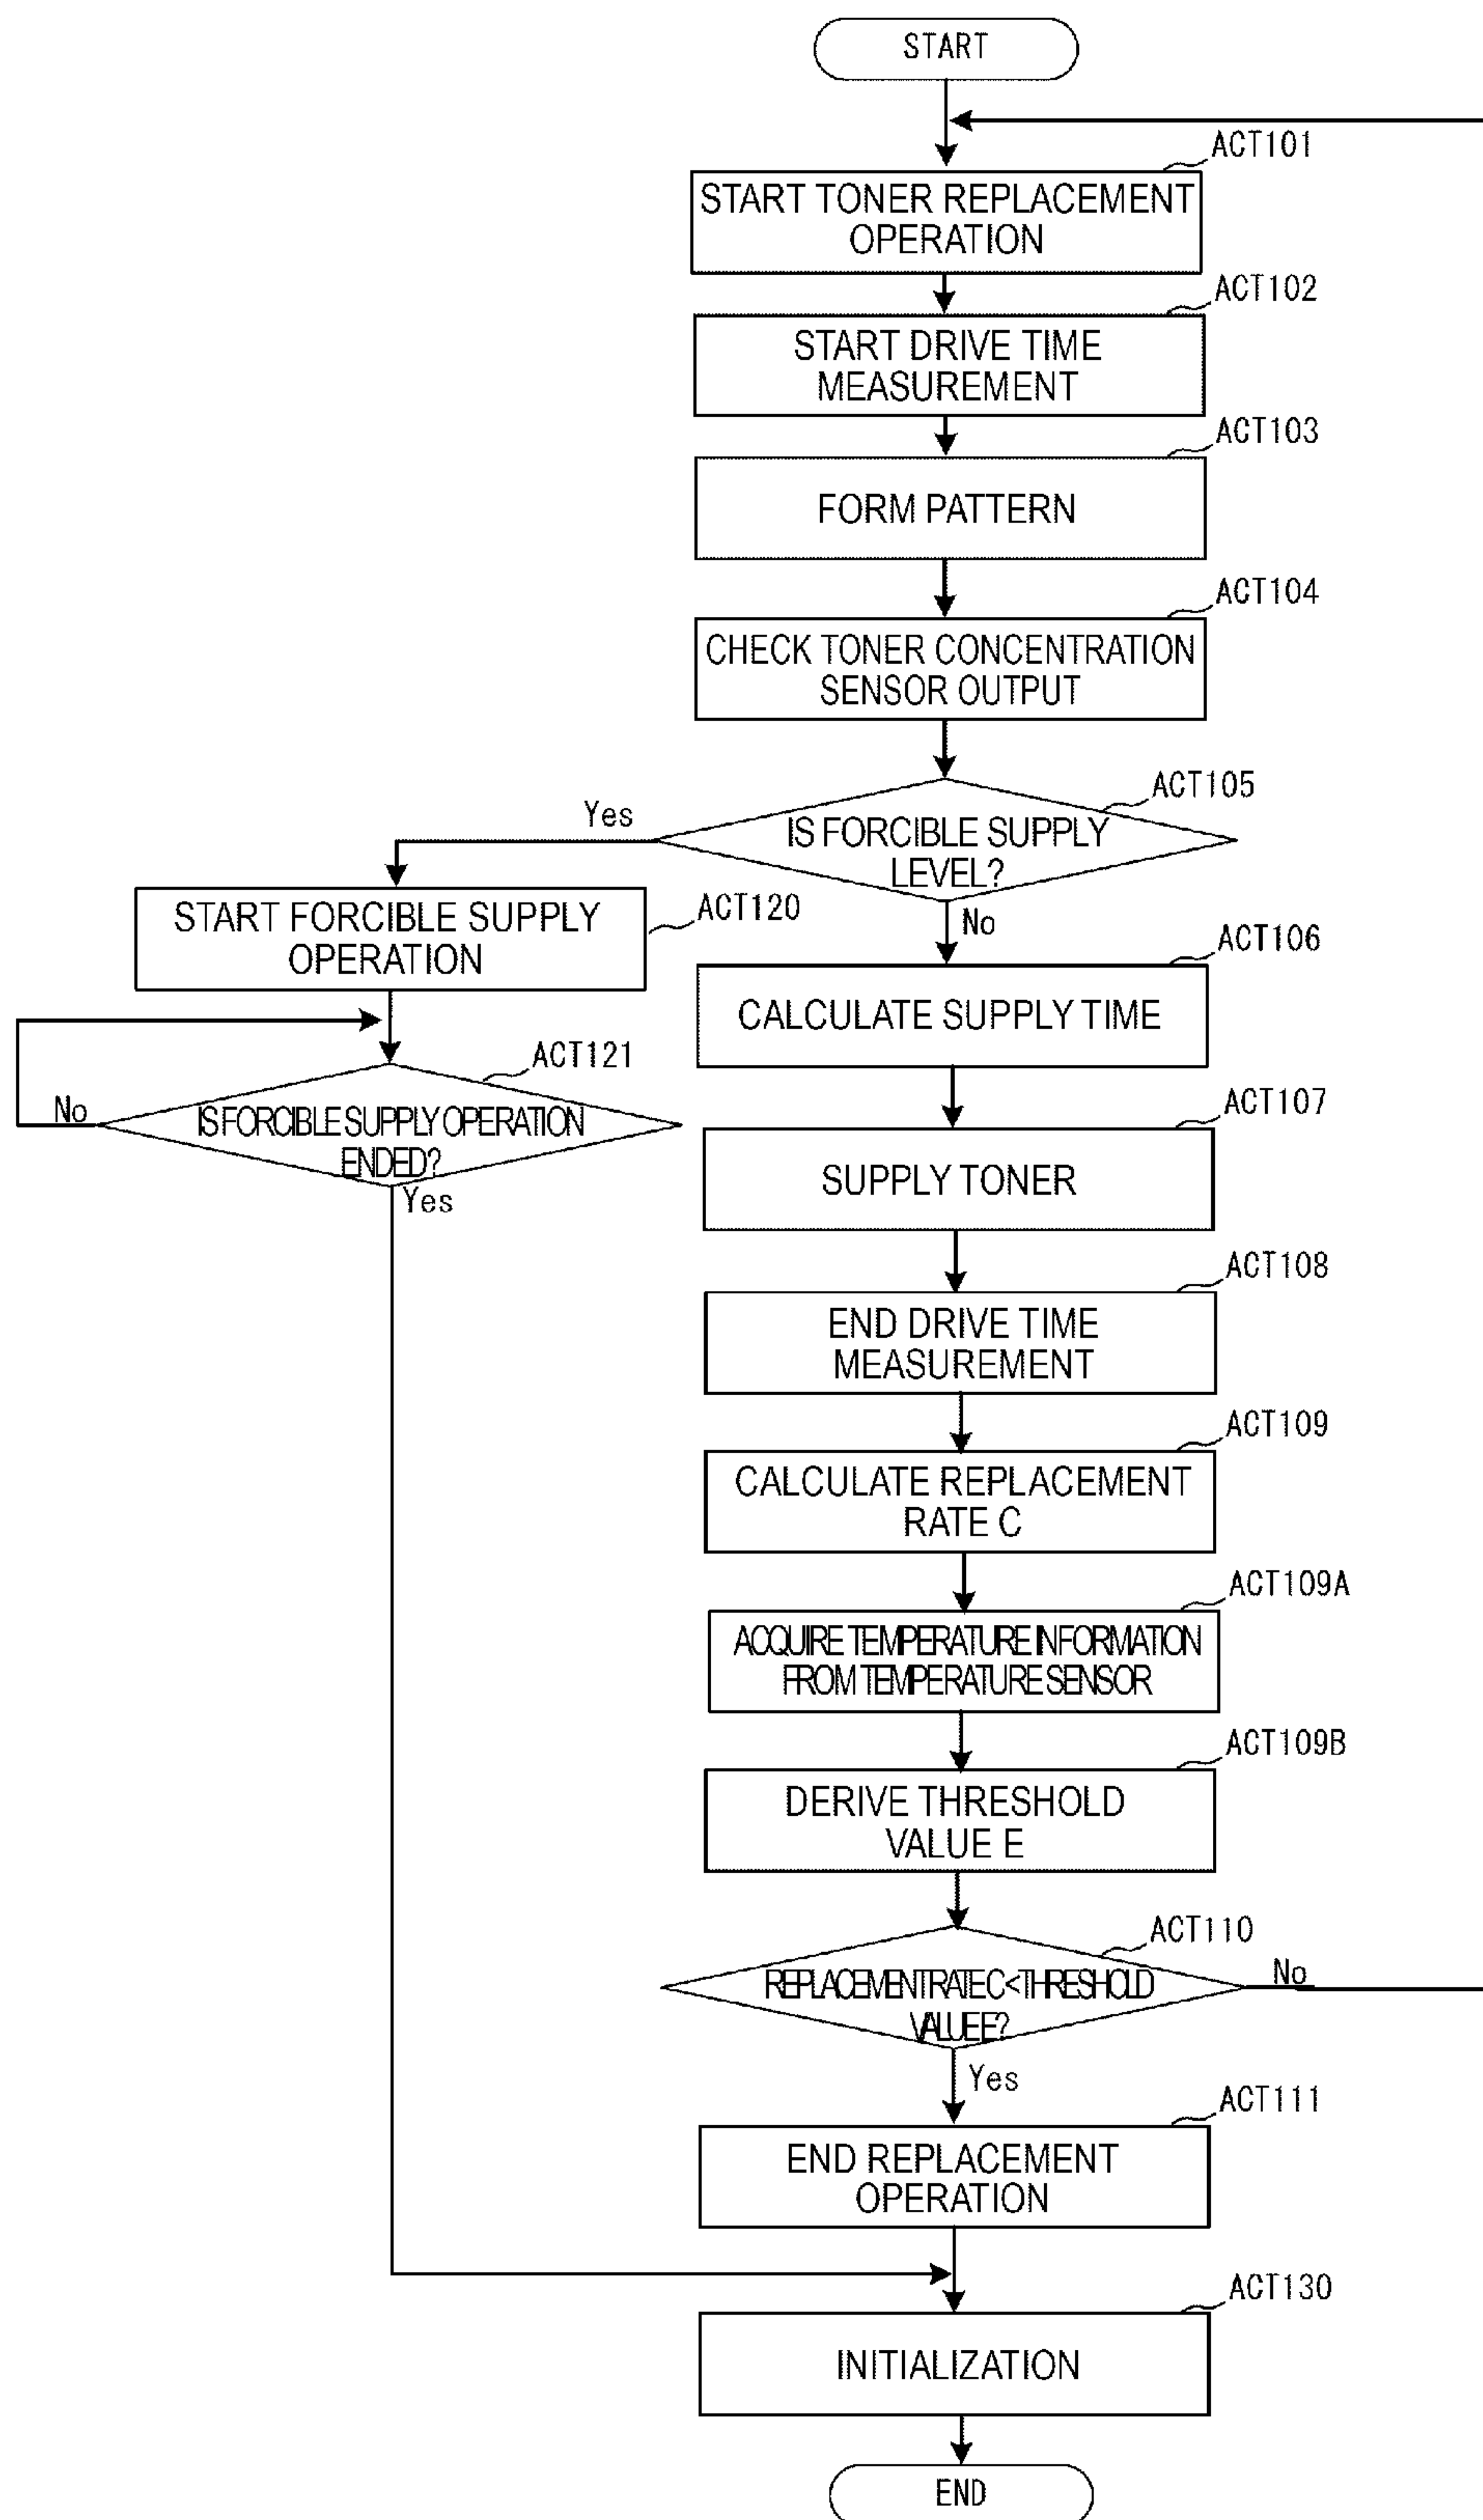 START
ACT101
START TONER REPLACEMENT
OPERATION
ACT102
START DRIVE TIME
MEASUREMENT
ACT103
FORM PATTERN
ACT104
CHECK TONER CONCENTRATION
SENSOR OUTPUT
ACT105
Yes
IS FORCIBLE SUPPLY
LEVEL?
No
ACT120
START FORCIBLE SUPPLY
OPERATION
ACT106
CALCULATE SUPPLY TIME
ACT121
No
IS FORCIBLE SUPPLY OPERATION
ENDED?
Yes
ACT107
SUPPLY TONER
ACT108
END DRIVE TIME
MEASUREMENT
ACT109
CALCULATE REPLACEMENT
RATE C
ACT109A
ACQUIRE TEMPERATURE INFORMATION
FROM TEMPERATURE SENSOR
ACT109B
DERIVE THRESHOLD
VALUE E
ACT110
REPLACEMENT RATE C<THRESHOLD
VALUE E?
No
Yes
ACT111
END REPLACEMENT
OPERATION
ACT130
INITIALIZATION
END